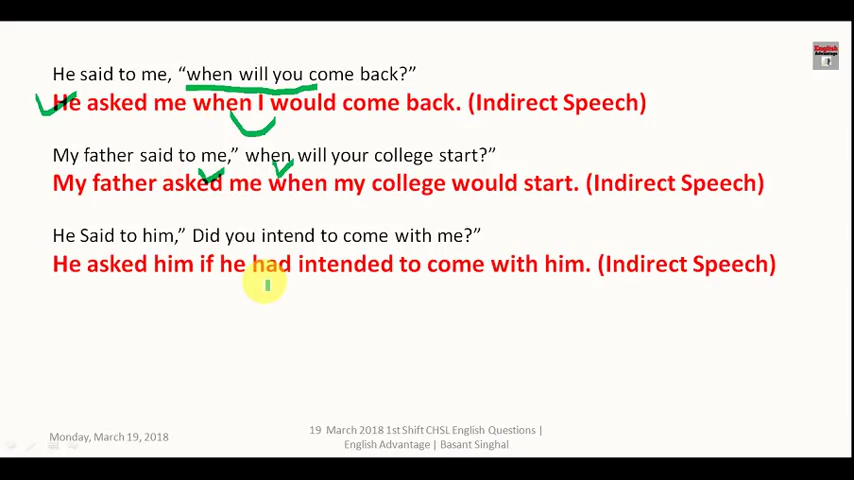 English
Advantage
He said to me, “when will you come back?”
He asked me when I would come back. (Indirect Speech)
My father said to me,” when will your college start?”
My father asked me when my college would start. (Indirect Speech)
He Said to him,” Did you intend to come with me?”
He asked him if he had intended to come with him. (Indirect Speech)
Monday, March 19, 2018
19 March 2018 1st Shift CHSL English Questions |
English Advantage | Basant Singhal